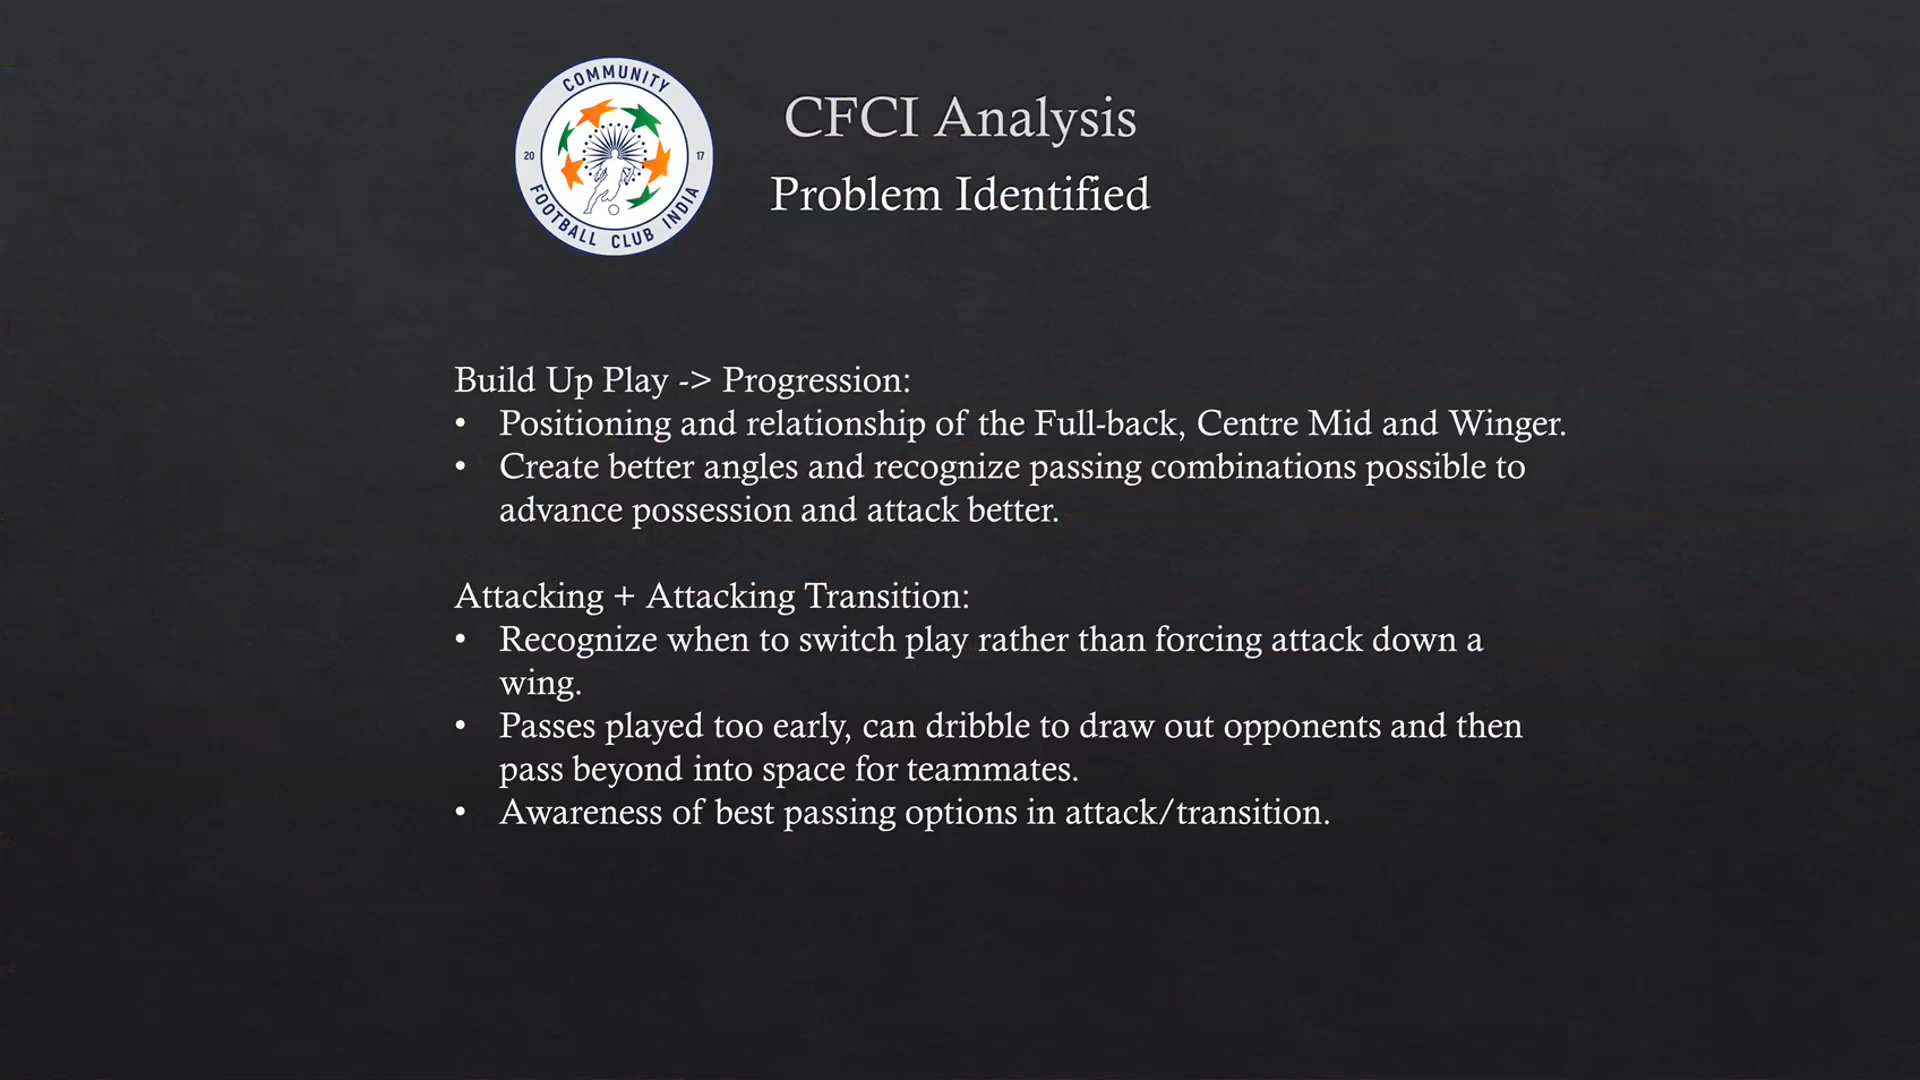 COMMUNITY
20 17
FOOTBALL CLUB INDIA
CFCI Analysis
Problem Identified
Build Up Play -> Progression:
• Positioning and relationship of the Full-back, Centre Mid and Winger.
• Create better angles and recognize passing combinations possible to
advance possession and attack better.
Attacking + Attacking Transition:
• Recognize when to switch play rather than forcing attack down a
wing.
• Passes played too early, can dribble to draw out opponents and then
pass beyond into space for teammates.
• Awareness of best passing options in attack/transition.